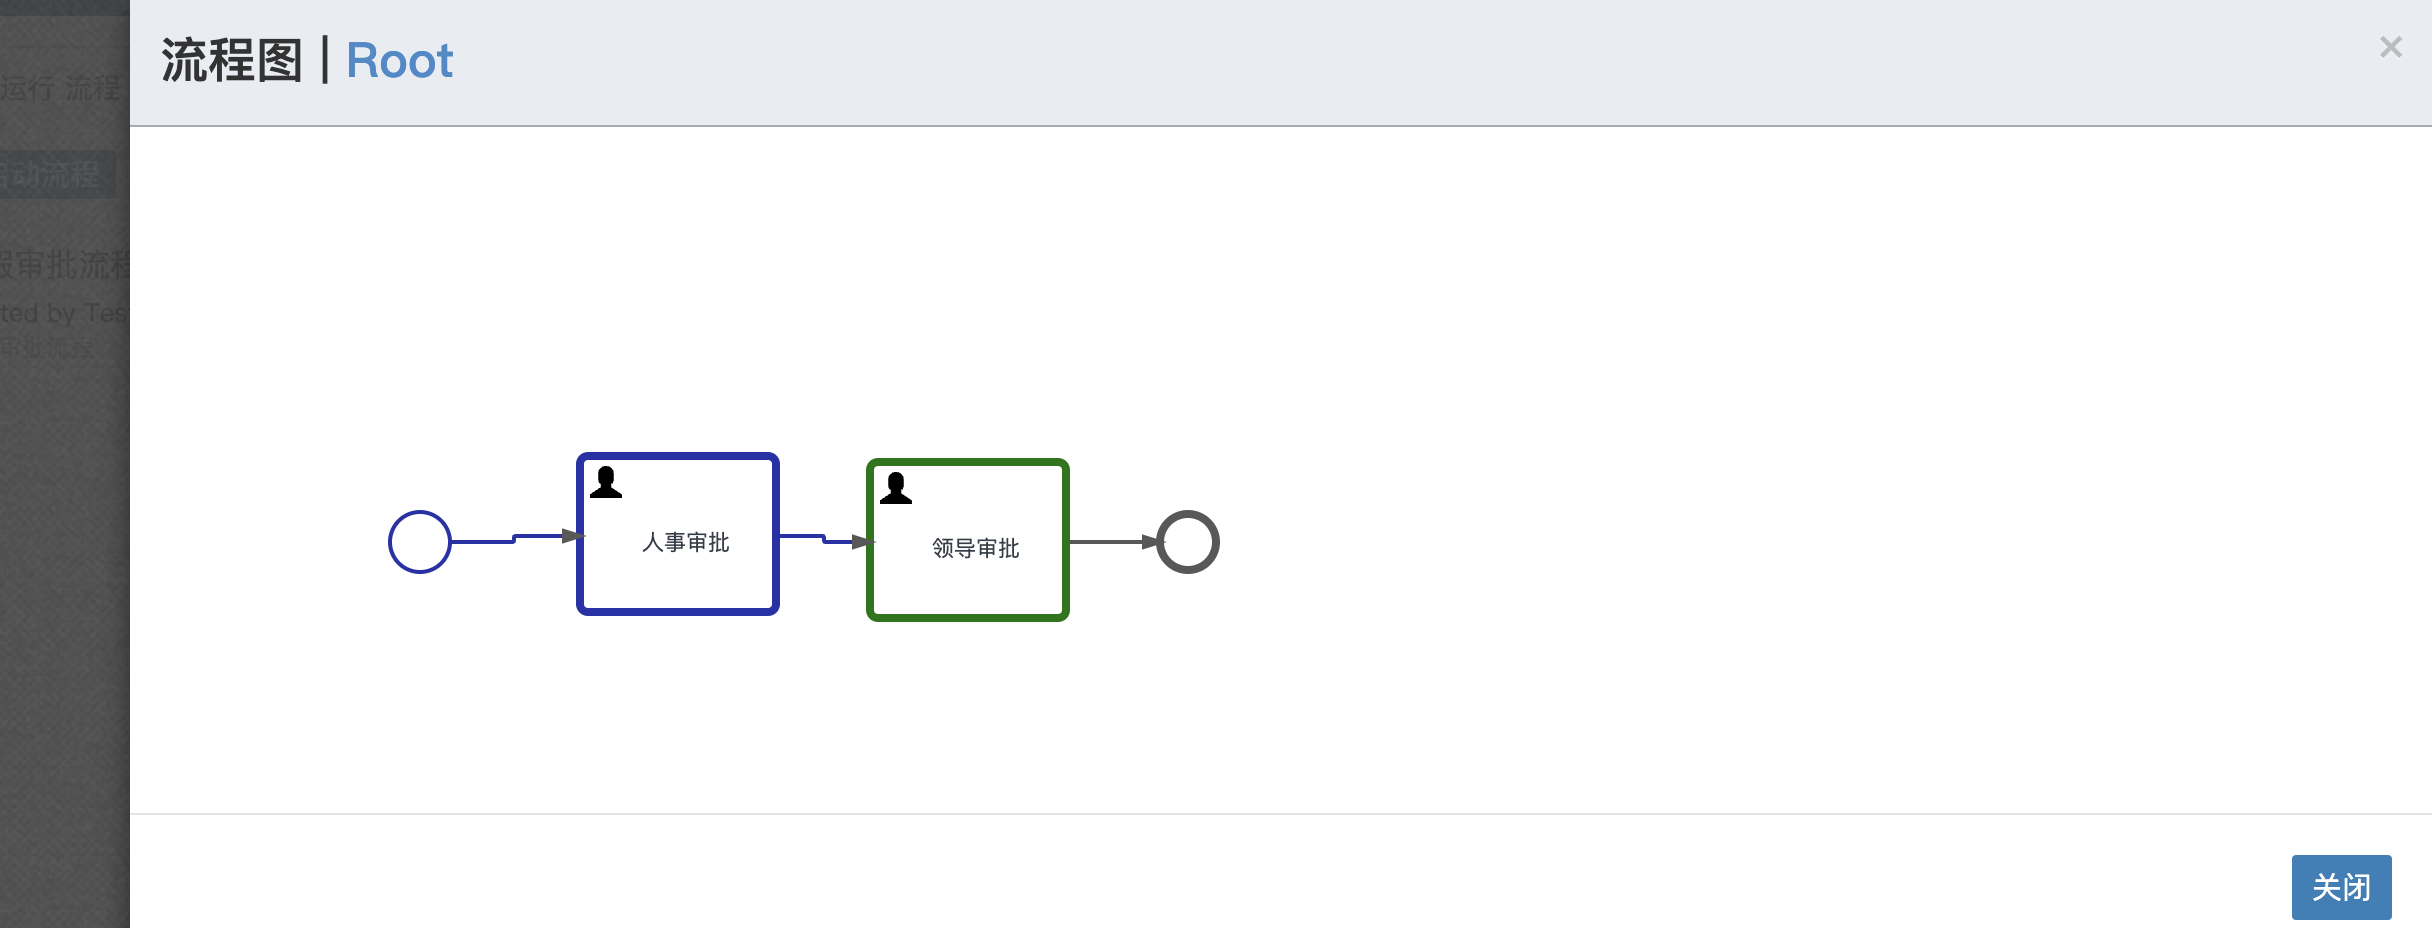 流程图 | Root
×
运行 流程
启动流程
假审批流程
ted by Tes
审批流程
人事审批
领导审批
关闭